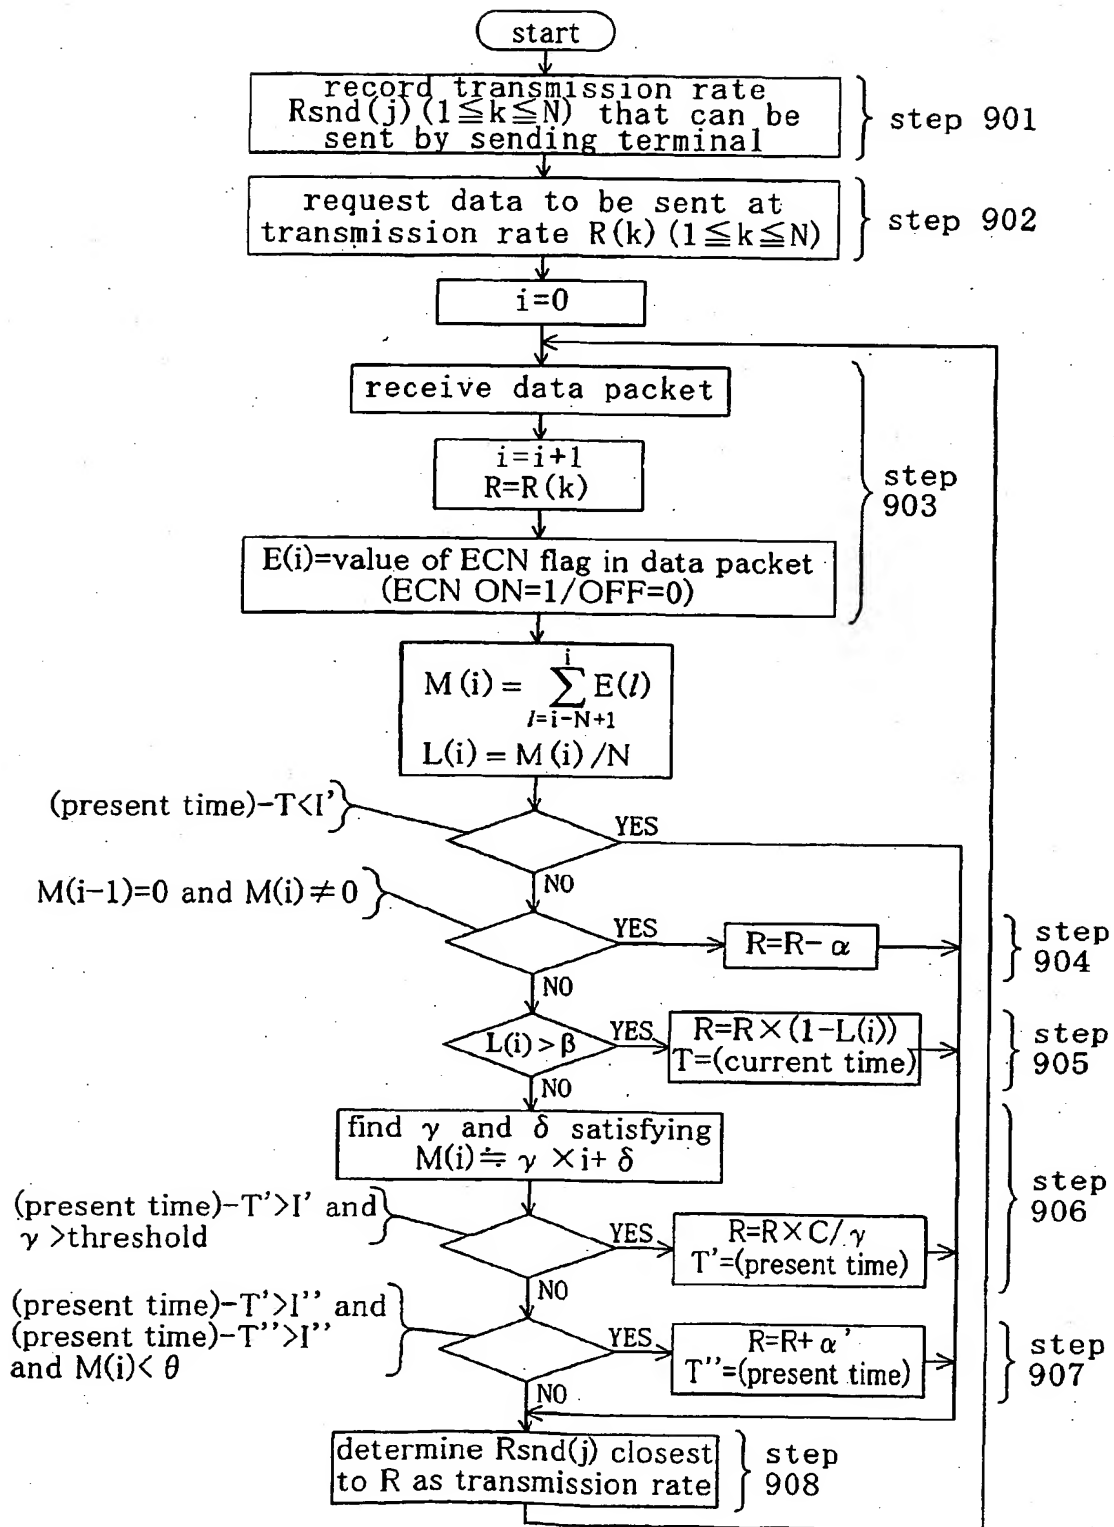 start
record transmission rate
Rsnd(j)(1≦k≦N) that can be
sent by sending terminal
step 901
request data to be sent at
transmission rate R(k)(1≦k≦N)
step 902
i=0
receive data packet
i=i+1
R=R(k)
step
903
E(i)=value of ECN flag in data packet
(ECN ON=1/OFF=0)
M(i) = ∑ E(l)
i
l=i-N+1
L(i) = M(i)/N
(present time)-T<I'
YES
NO
M(i-1)=0 and M(i)≠0
YES
R=R- α
step
904
NO
L(i)>β
YES
R=R×(1-L(i))
T=(current time)
step
905
NO
find γ and δ satisfying
M(i)≒ γ ×i+ δ
step
906
(present time)-T'>I' and
γ >threshold
YES
R=R×C/γ
T'=(present time)
NO
(present time)-T'>I'' and
(present time)-T''>I''
and M(i)< θ
YES
R=R+ α'
T''=(present time)
step
907
NO
determine Rsnd(j) closest
to R as transmission rate
step
908